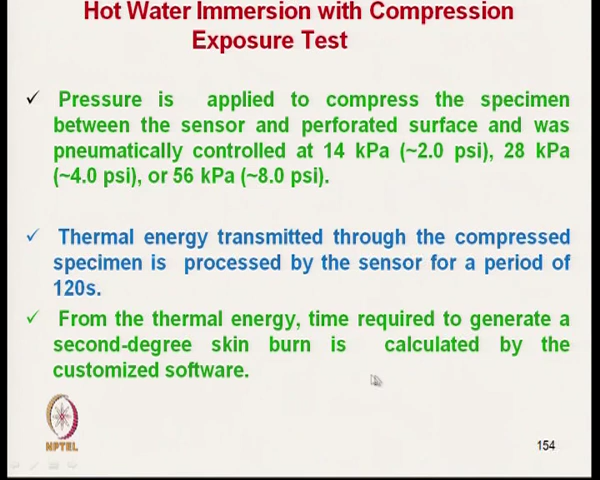 Hot Water Immersion with Compression
Exposure Test
✓ Pressure is applied to compress the specimen
between the sensor and perforated surface and was
pneumatically controlled at 14 kPa (~2.0 psi), 28 kPa
(~4.0 psi), or 56 kPa (~8.0 psi).
✓ Thermal energy transmitted through the compressed
specimen is processed by the sensor for a period of
120s.
✓ From the thermal energy, time required to generate a
second-degree skin burn is calculated by the
customized software.
NPTEL
154